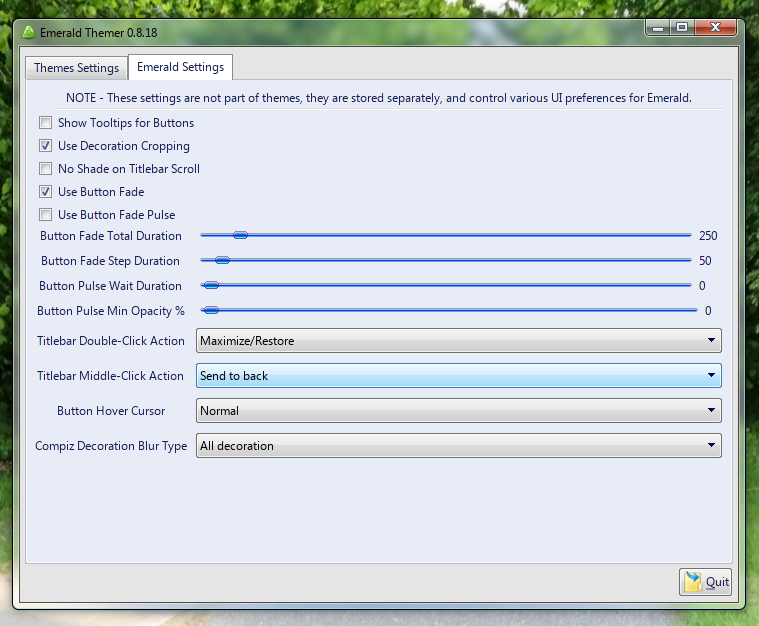 Emerald Themer 0.8.18
Themes Settings
Emerald Settings
NOTE - These settings are not part of themes, they are stored separately, and control various UI preferences for Emerald.
Show Tooltips for Buttons
Use Decoration Cropping
No Shade on Titlebar Scroll
Use Button Fade
Use Button Fade Pulse
Button Fade Total Duration 250
Button Fade Step Duration 50
Button Pulse Wait Duration 0
Button Pulse Min Opacity % 0
Titlebar Double-Click Action Maximize/Restore
Titlebar Middle-Click Action Send to back
Button Hover Cursor Normal
Compiz Decoration Blur Type All decoration
Quit